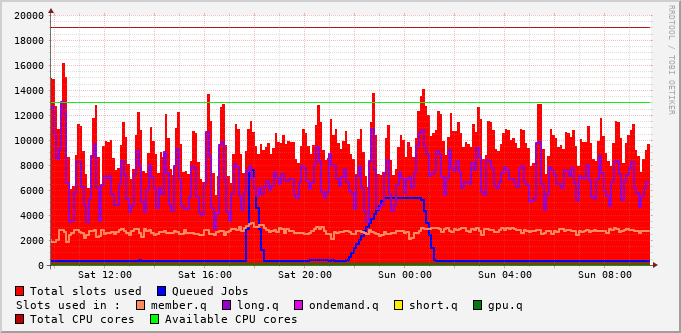 20000
18000
16000
14000
12000
10000
8000
6000
4000
2000
0
Sat 12:00 Sat 16:00 Sat 20:00 Sun 00:00 Sun 04:00 Sun 08:00
Total slots used Queued Jobs
Slots used in : member.q long.q ondemand.q short.q gpu.q
Total CPU cores Available CPU cores
RRDTOOL / TOBI OETIKER